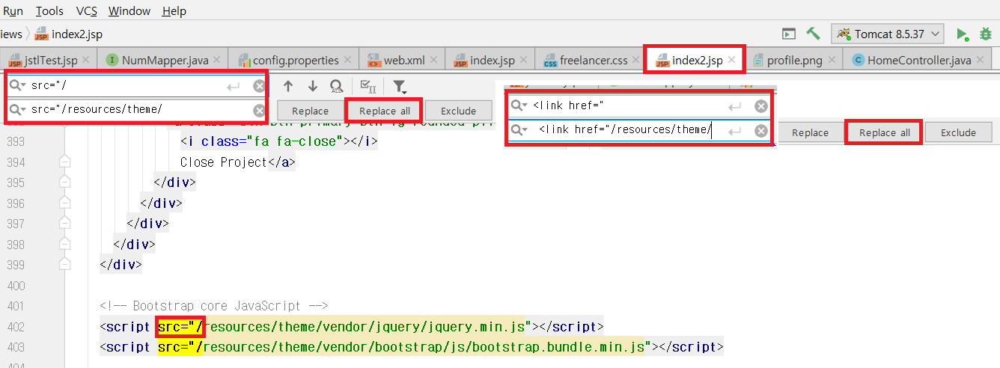 Run Tools VCS Window Help
iews index2.jsp Tomcat 8.5.37
jstlTest.jsp NumMapper.java config.properties web.xml index.jsp freelancer.css index2.jsp profile.png HomeController.java
src="/
src="/resources/theme/
Replace Replace all Exclude
<link href="
<link href="/resources/theme/
Replace Replace all Exclude
393 <i class="fa fa-close"></i>
394 Close Project</a>
395 </div>
396 </div>
397 </div>
398 </div>
399 </div>
400
401 <!-- Bootstrap core JavaScript -->
402 <script src="/resources/theme/vendor/jquery/jquery.min.js"></script>
403 <script src="/resources/theme/vendor/bootstrap/js/bootstrap.bundle.min.js"></script>